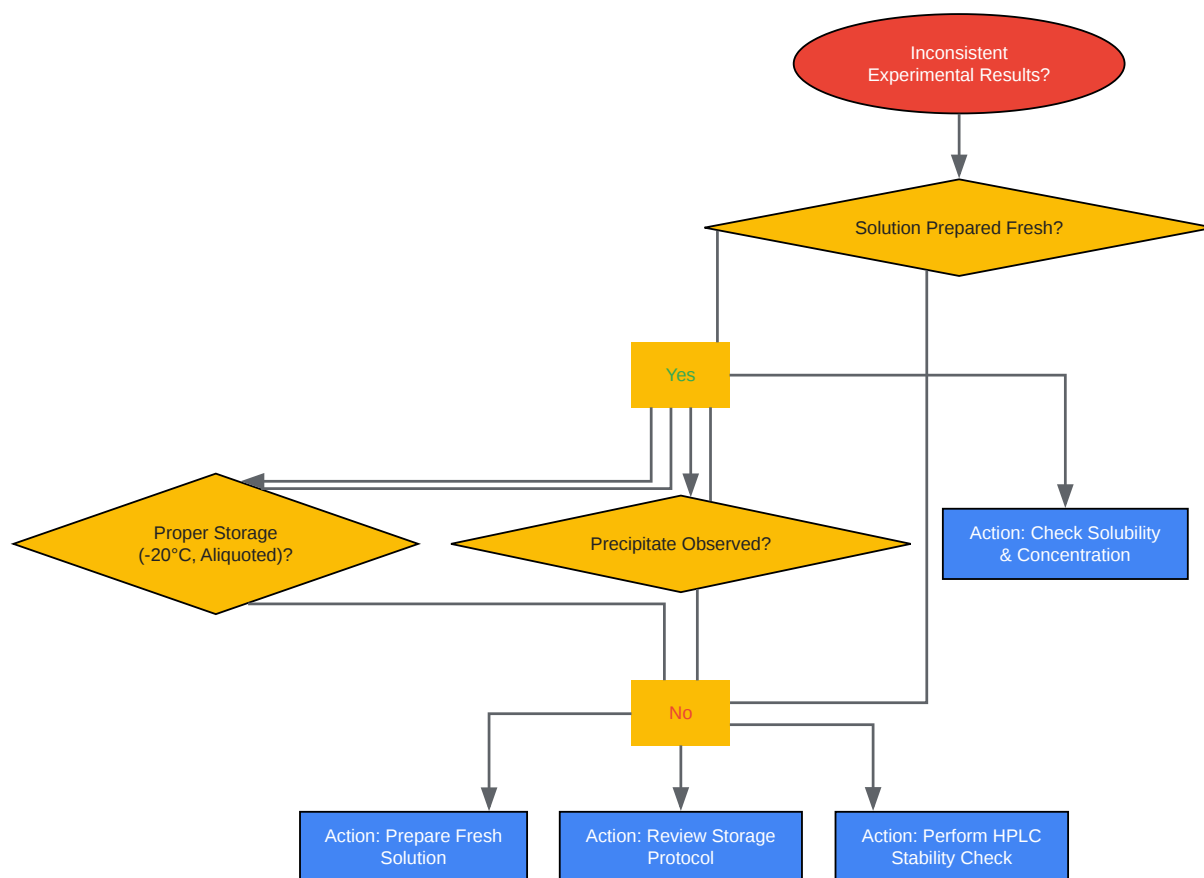 Inconsistent
Experimental Results?
Solution Prepared Fresh?
Yes
Proper Storage
(-20°C, Aliquoted)?
Precipitate Observed?
Action: Check Solubility
& Concentration
No
Action: Prepare Fresh
Solution
Action: Review Storage
Protocol
Action: Perform HPLC
Stability Check